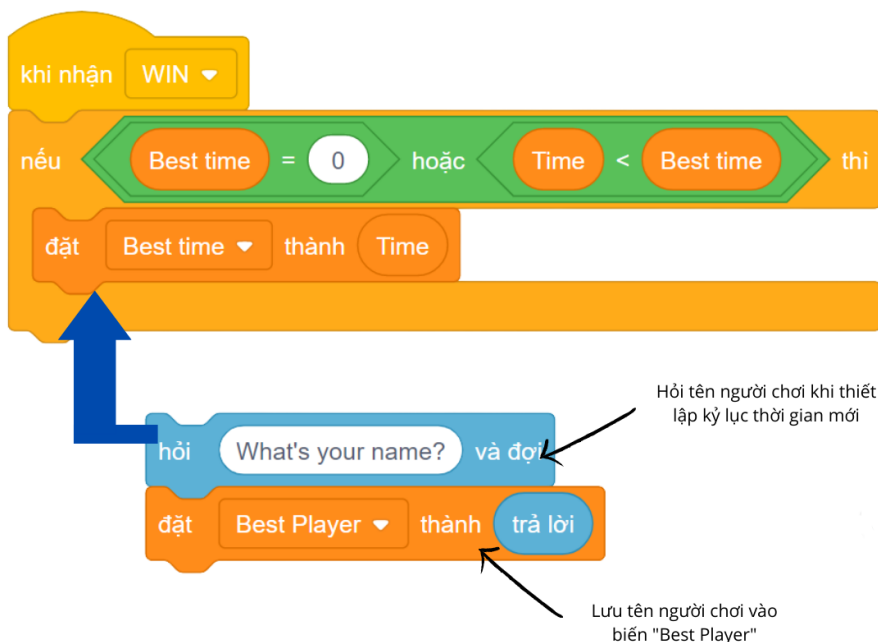 khi nhận WIN
nếu Best time = 0 hoặc Time < Best time thì
đặt Best time thành Time
Hỏi tên người chơi khi thiết
lập kỷ lục thời gian mới
hỏi What's your name? và đợi
đặt Best Player thành trả lời
Lưu tên người chơi vào
biến "Best Player"